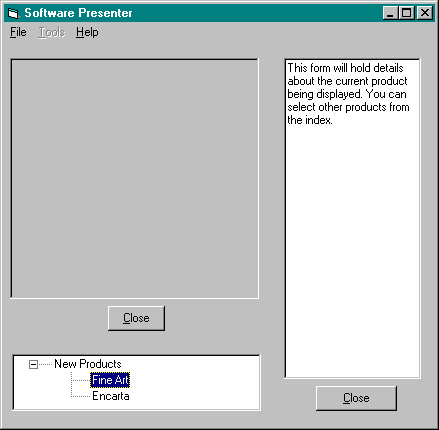 Software Presenter
File Tools Help
This form will hold details
about the current product
being displayed. You can
select other products from
the index.
Close
New Products
Fine Art
Encarta
Close